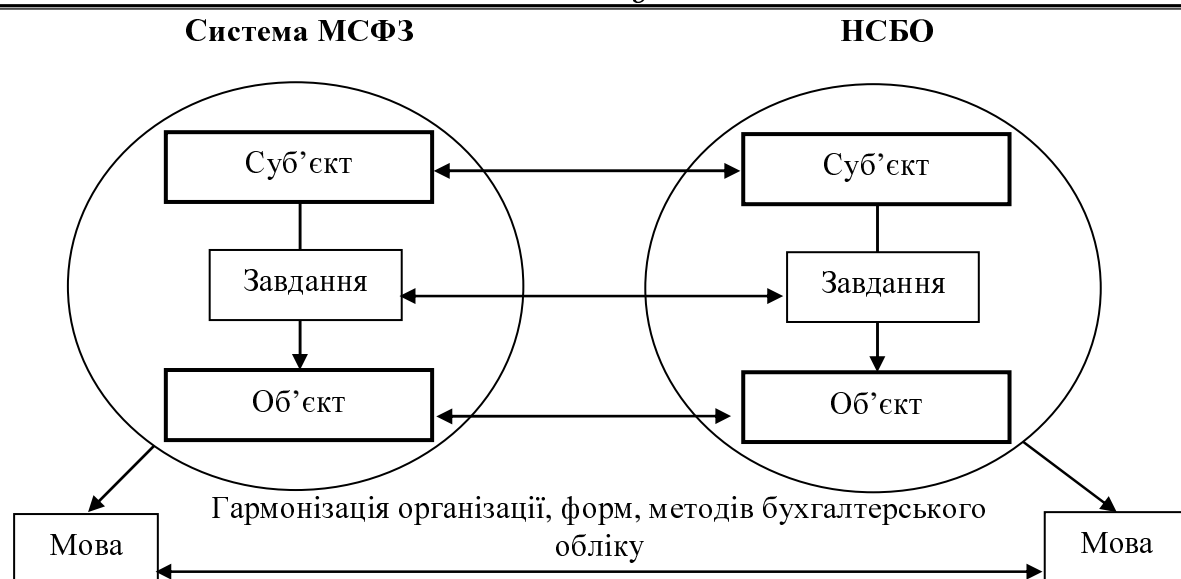 Система МСФЗ
НСБО
Суб’єкт
Суб’єкт
Завдання
Завдання
Об’єкт
Об’єкт
Гармонізація організації, форм, методів бухгалтерського
обліку
Мова
Мова